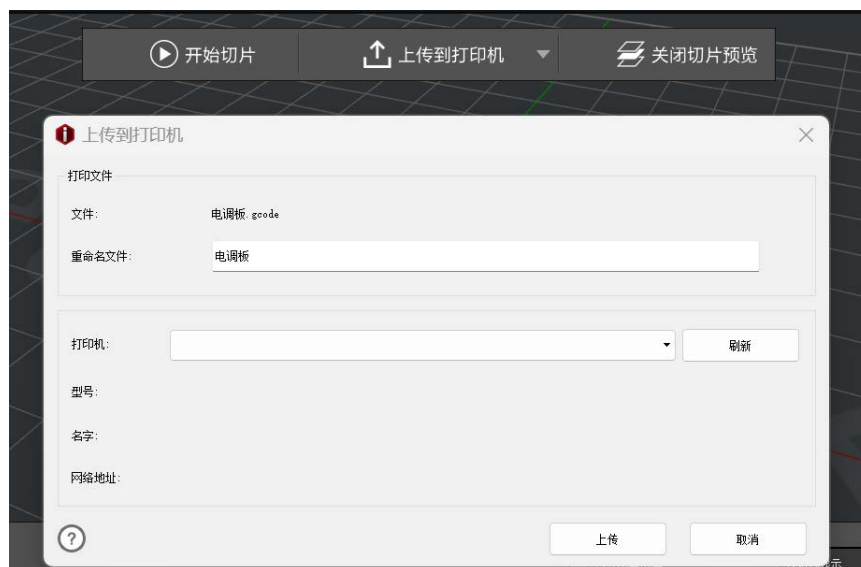 开始切片 上传到打印机 关闭切片预览
上传到打印机
打印文件
文件: 电调板.gcode
重命名文件: 电调板
打印机: 刷新
型号:
名字:
网络地址:
? 上传 取消
示